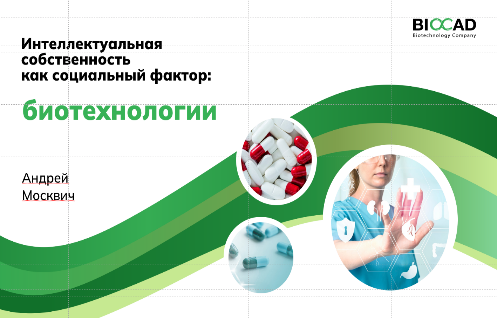 BIOCAD
Biotechnology Company
Интеллектуальная
собственность
как социальный фактор:
биотехнологии
Андрей
Москвич